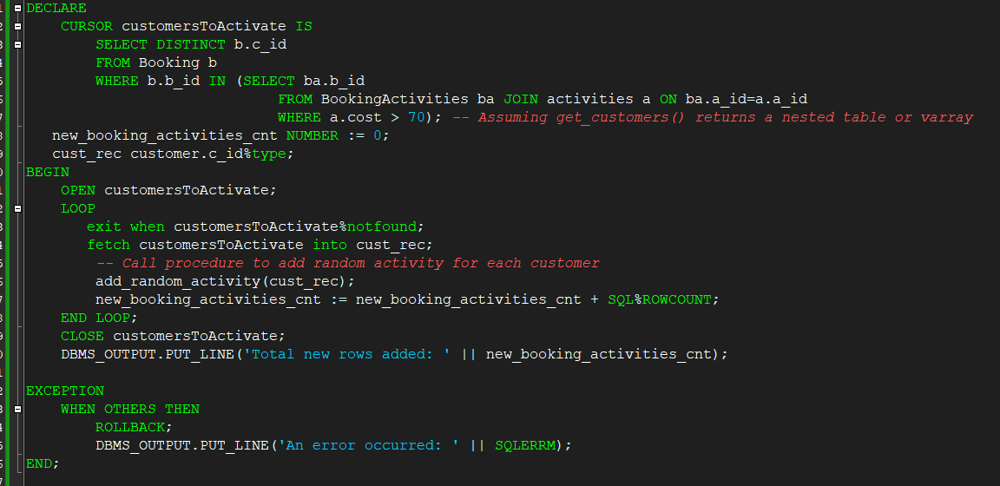 DECLARE
CURSOR customersToActivate IS
SELECT DISTINCT b.c_id
FROM Booking b
WHERE b.b_id IN (SELECT ba.b_id
FROM BookingActivities ba JOIN activities a ON ba.a_id=a.a_id
WHERE a.cost > 70); -- Assuming get_customers() returns a nested table or varray
new_booking_activities_cnt NUMBER := 0;
cust_rec customer.c_id%type;
BEGIN
OPEN customersToActivate;
LOOP
exit when customersToActivate%notfound;
fetch customersToActivate into cust_rec;
-- Call procedure to add random activity for each customer
add_random_activity(cust_rec);
new_booking_activities_cnt := new_booking_activities_cnt + SQL%ROWCOUNT;
END LOOP;
CLOSE customersToActivate;
DBMS_OUTPUT.PUT_LINE('Total new rows added: ' || new_booking_activities_cnt);
EXCEPTION
WHEN OTHERS THEN
ROLLBACK;
DBMS_OUTPUT.PUT_LINE('An error occurred: ' || SQLERRM);
END;